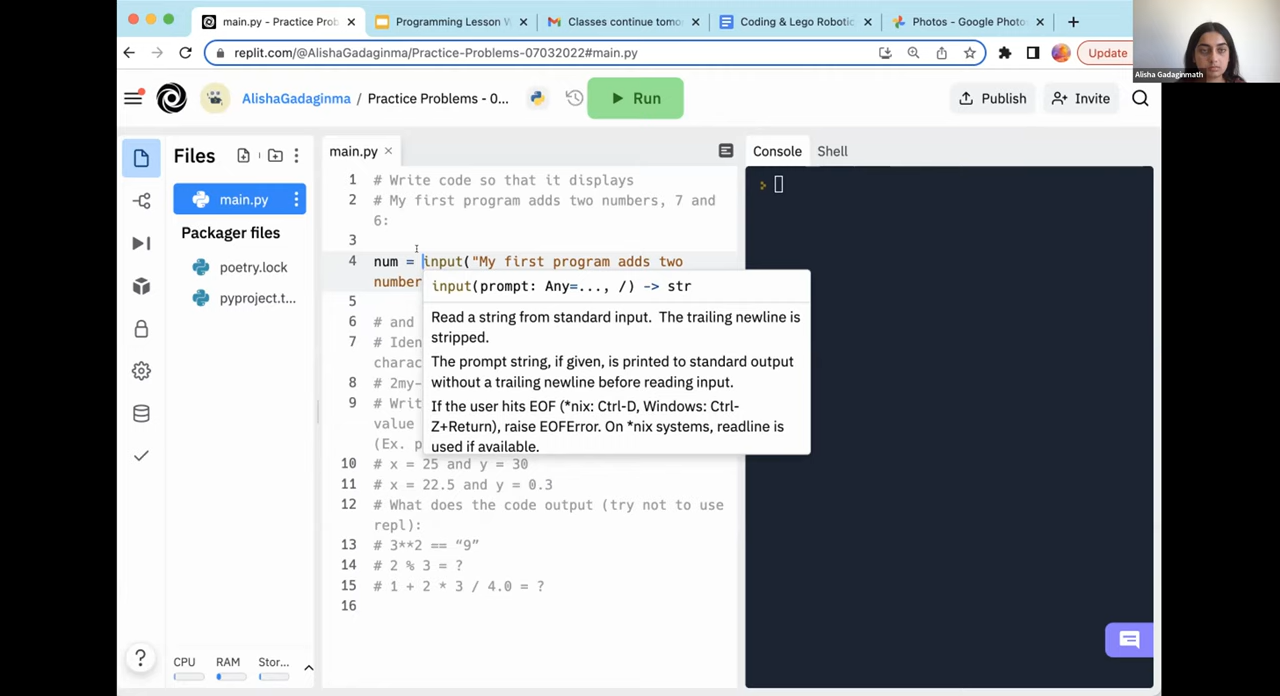 main.py - Practice Prob
Programming Lesson W
Classes continue tomo
Coding & Lego Robotic
Photos - Google Photo
replit.com/@AlishaGadaginma/Practice-Problems-07032022#main.py
Update
Alisha Gadaginmath
AlishaGadaginma / Practice Problems - 0...
Run
Publish
Invite
Files
main.py
Packager files
poetry.lock
pyproject.t...
CPU
RAM
Stor...
main.py
1 # Write code so that it displays
2 # My first program adds two numbers, 7 and
6:
3
4 num = input("My first program adds two
number
5
6 # and
7 # Iden
charac
8 # 2my-
9 # Writ
value
(Ex. p
10 # x = 25 and y = 30
11 # x = 22.5 and y = 0.3
12 # What does the code output (try not to use
repl):
13 # 3**2 == “9”
14 # 2 % 3 = ?
15 # 1 + 2 * 3 / 4.0 = ?
16
input(prompt: Any=..., /) -> str
Read a string from standard input. The trailing newline is
stripped.
The prompt string, if given, is printed to standard output
without a trailing newline before reading input.
If the user hits EOF (*nix: Ctrl-D, Windows: Ctrl-
Z+Return), raise EOFError. On *nix systems, readline is
used if available.
Console
Shell